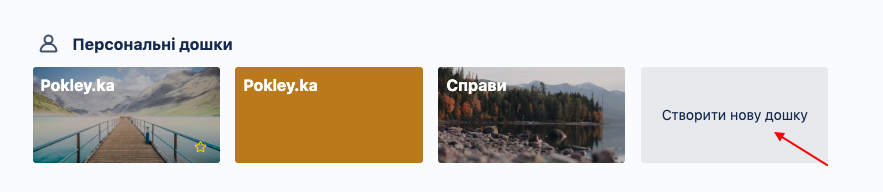 Персональні дошки
Pokley.ka
Pokley.ka
Справи
Створити нову дошку